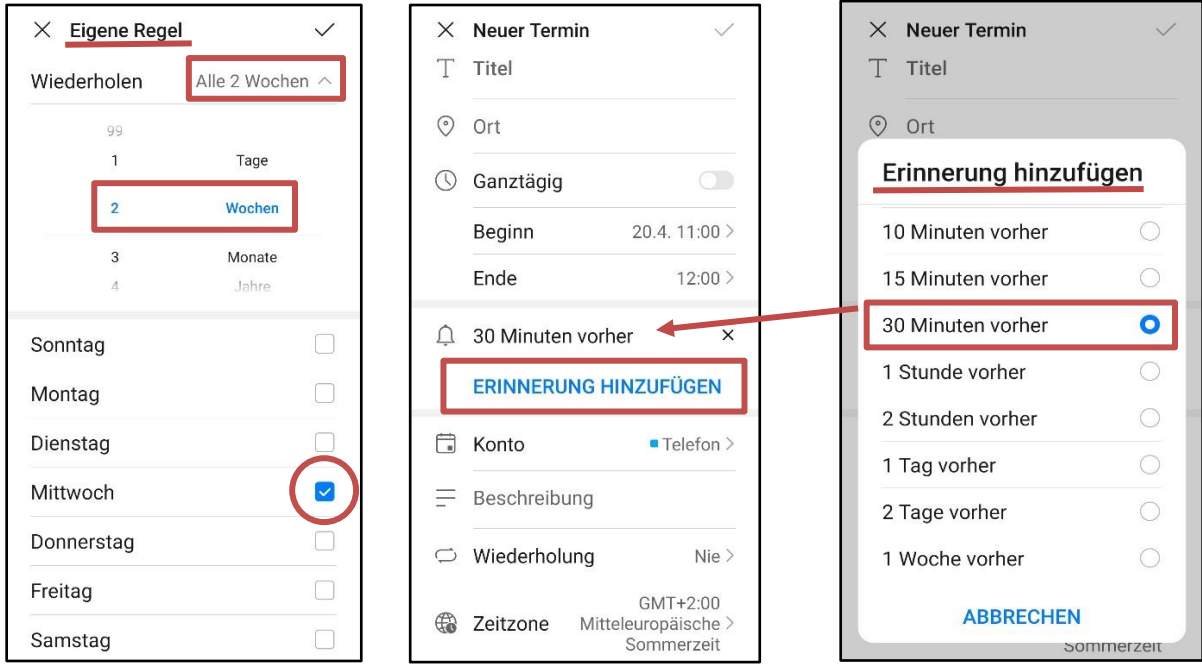 Eigene Regel
Wiederholen Alle 2 Wochen
99
1 Tage
2 Wochen
3 Monate
4 Jahre
Sonntag
Montag
Dienstag
Mittwoch
Donnerstag
Freitag
Samstag
Neuer Termin
Titel
Ort
Ganztägig
Beginn 20.4. 11:00
Ende 12:00
30 Minuten vorher
ERINNERUNG HINZUFÜGEN
Konto Telefon
Beschreibung
Wiederholung Nie
Zeitzone GMT+2:00
Mitteleuropäische
Sommerzeit
Neuer Termin
Titel
Ort
Erinnerung hinzufügen
10 Minuten vorher
15 Minuten vorher
30 Minuten vorher
1 Stunde vorher
2 Stunden vorher
1 Tag vorher
2 Tage vorher
1 Woche vorher
ABBRECHEN
Sommerzeit